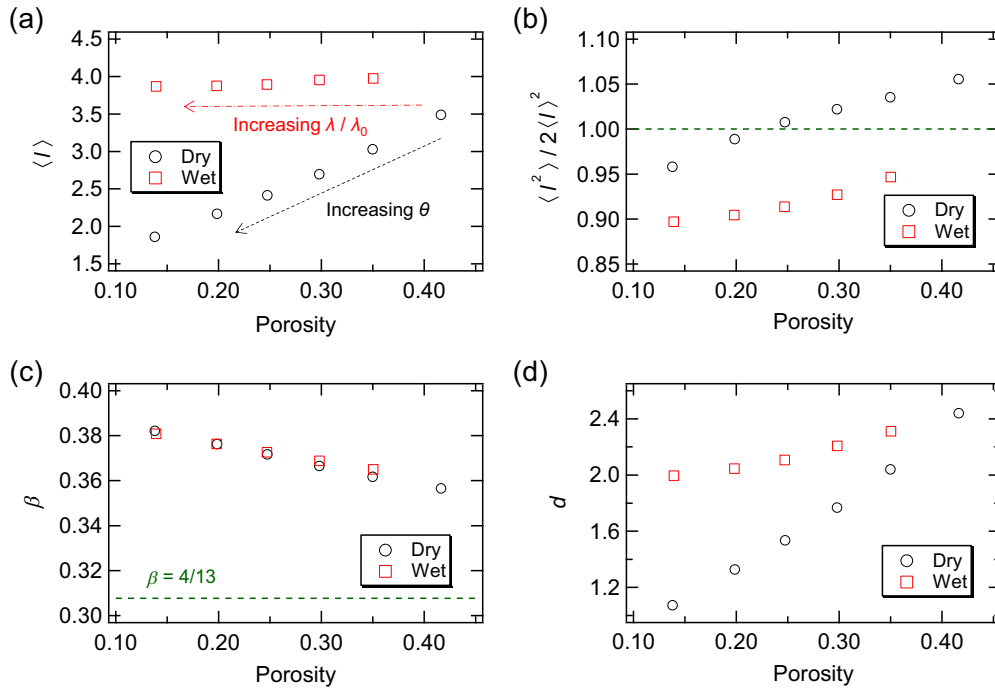 (a)
4.5
4.0
3.5
3.0
2.5
2.0
1.5
⟨I⟩
Increasing λ / λ₀
Dry
Wet
Increasing θ
0.10
0.20
0.30
0.40
Porosity
(b)
1.10
1.05
1.00
0.95
0.90
0.85
⟨I²⟩ / 2⟨I⟩²
Dry
Wet
0.10
0.20
0.30
0.40
Porosity
(c)
0.40
0.38
0.36
0.34
0.32
0.30
β
Dry
Wet
β = 4/13
0.10
0.20
0.30
0.40
Porosity
(d)
2.4
2.0
1.6
1.2
d
Dry
Wet
0.10
0.20
0.30
0.40
Porosity